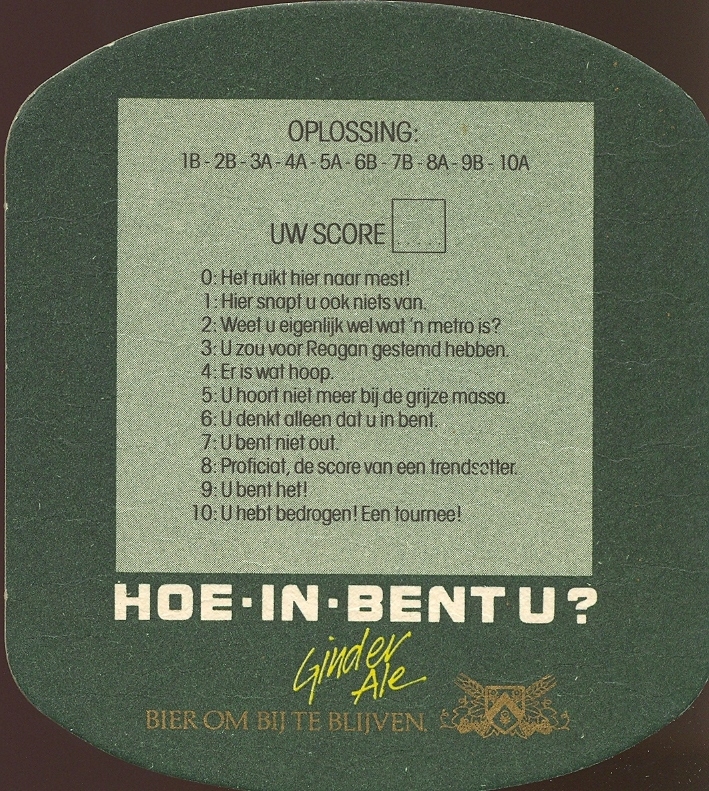 OPLOSSING:
1B - 2B - 3A - 4A - 5A - 6B - 7B - 8A - 9B - 10A
UW SCORE
0: Het ruikt hier naar mest!
1: Hier snapt u ook niets van.
2: Weet u eigenlijk wel wat 'n metro is?
3: U zou voor Reagan gestemd hebben.
4: Er is wat hoop.
5: U hoort niet meer bij de grijze massa.
6: U denkt alleen dat u in bent.
7: U bent niet out.
8: Proficiat, de score van een trendsetter.
9: U bent het!
10: U hebt bedrogen! Een tournee!
HOE·IN·BENT U?
Ginder
Ale
BIER OM BIJ TE BLIJVEN.